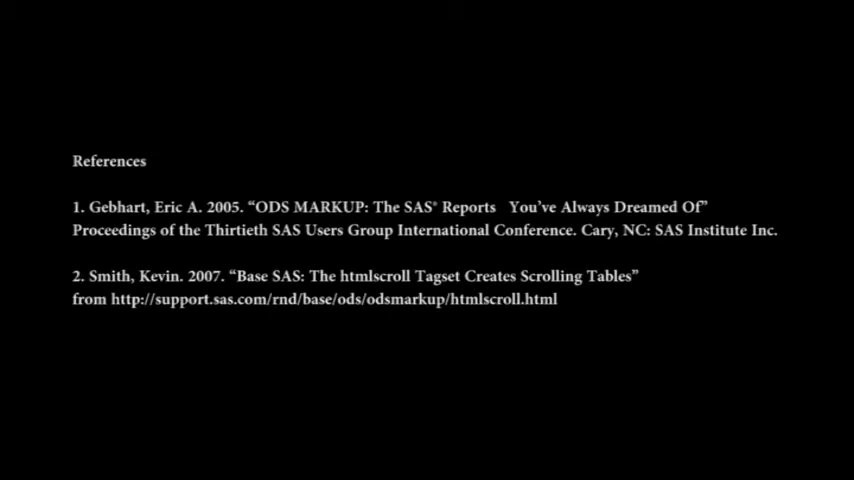 References
1. Gebhart, Eric A. 2005. “ODS MARKUP: The SAS® Reports   You’ve Always Dreamed Of”
Proceedings of the Thirtieth SAS Users Group International Conference. Cary, NC: SAS Institute Inc.
2. Smith, Kevin. 2007. “Base SAS: The htmlscroll Tagset Creates Scrolling Tables”
from http://support.sas.com/rnd/base/ods/odsmarkup/htmlscroll.html